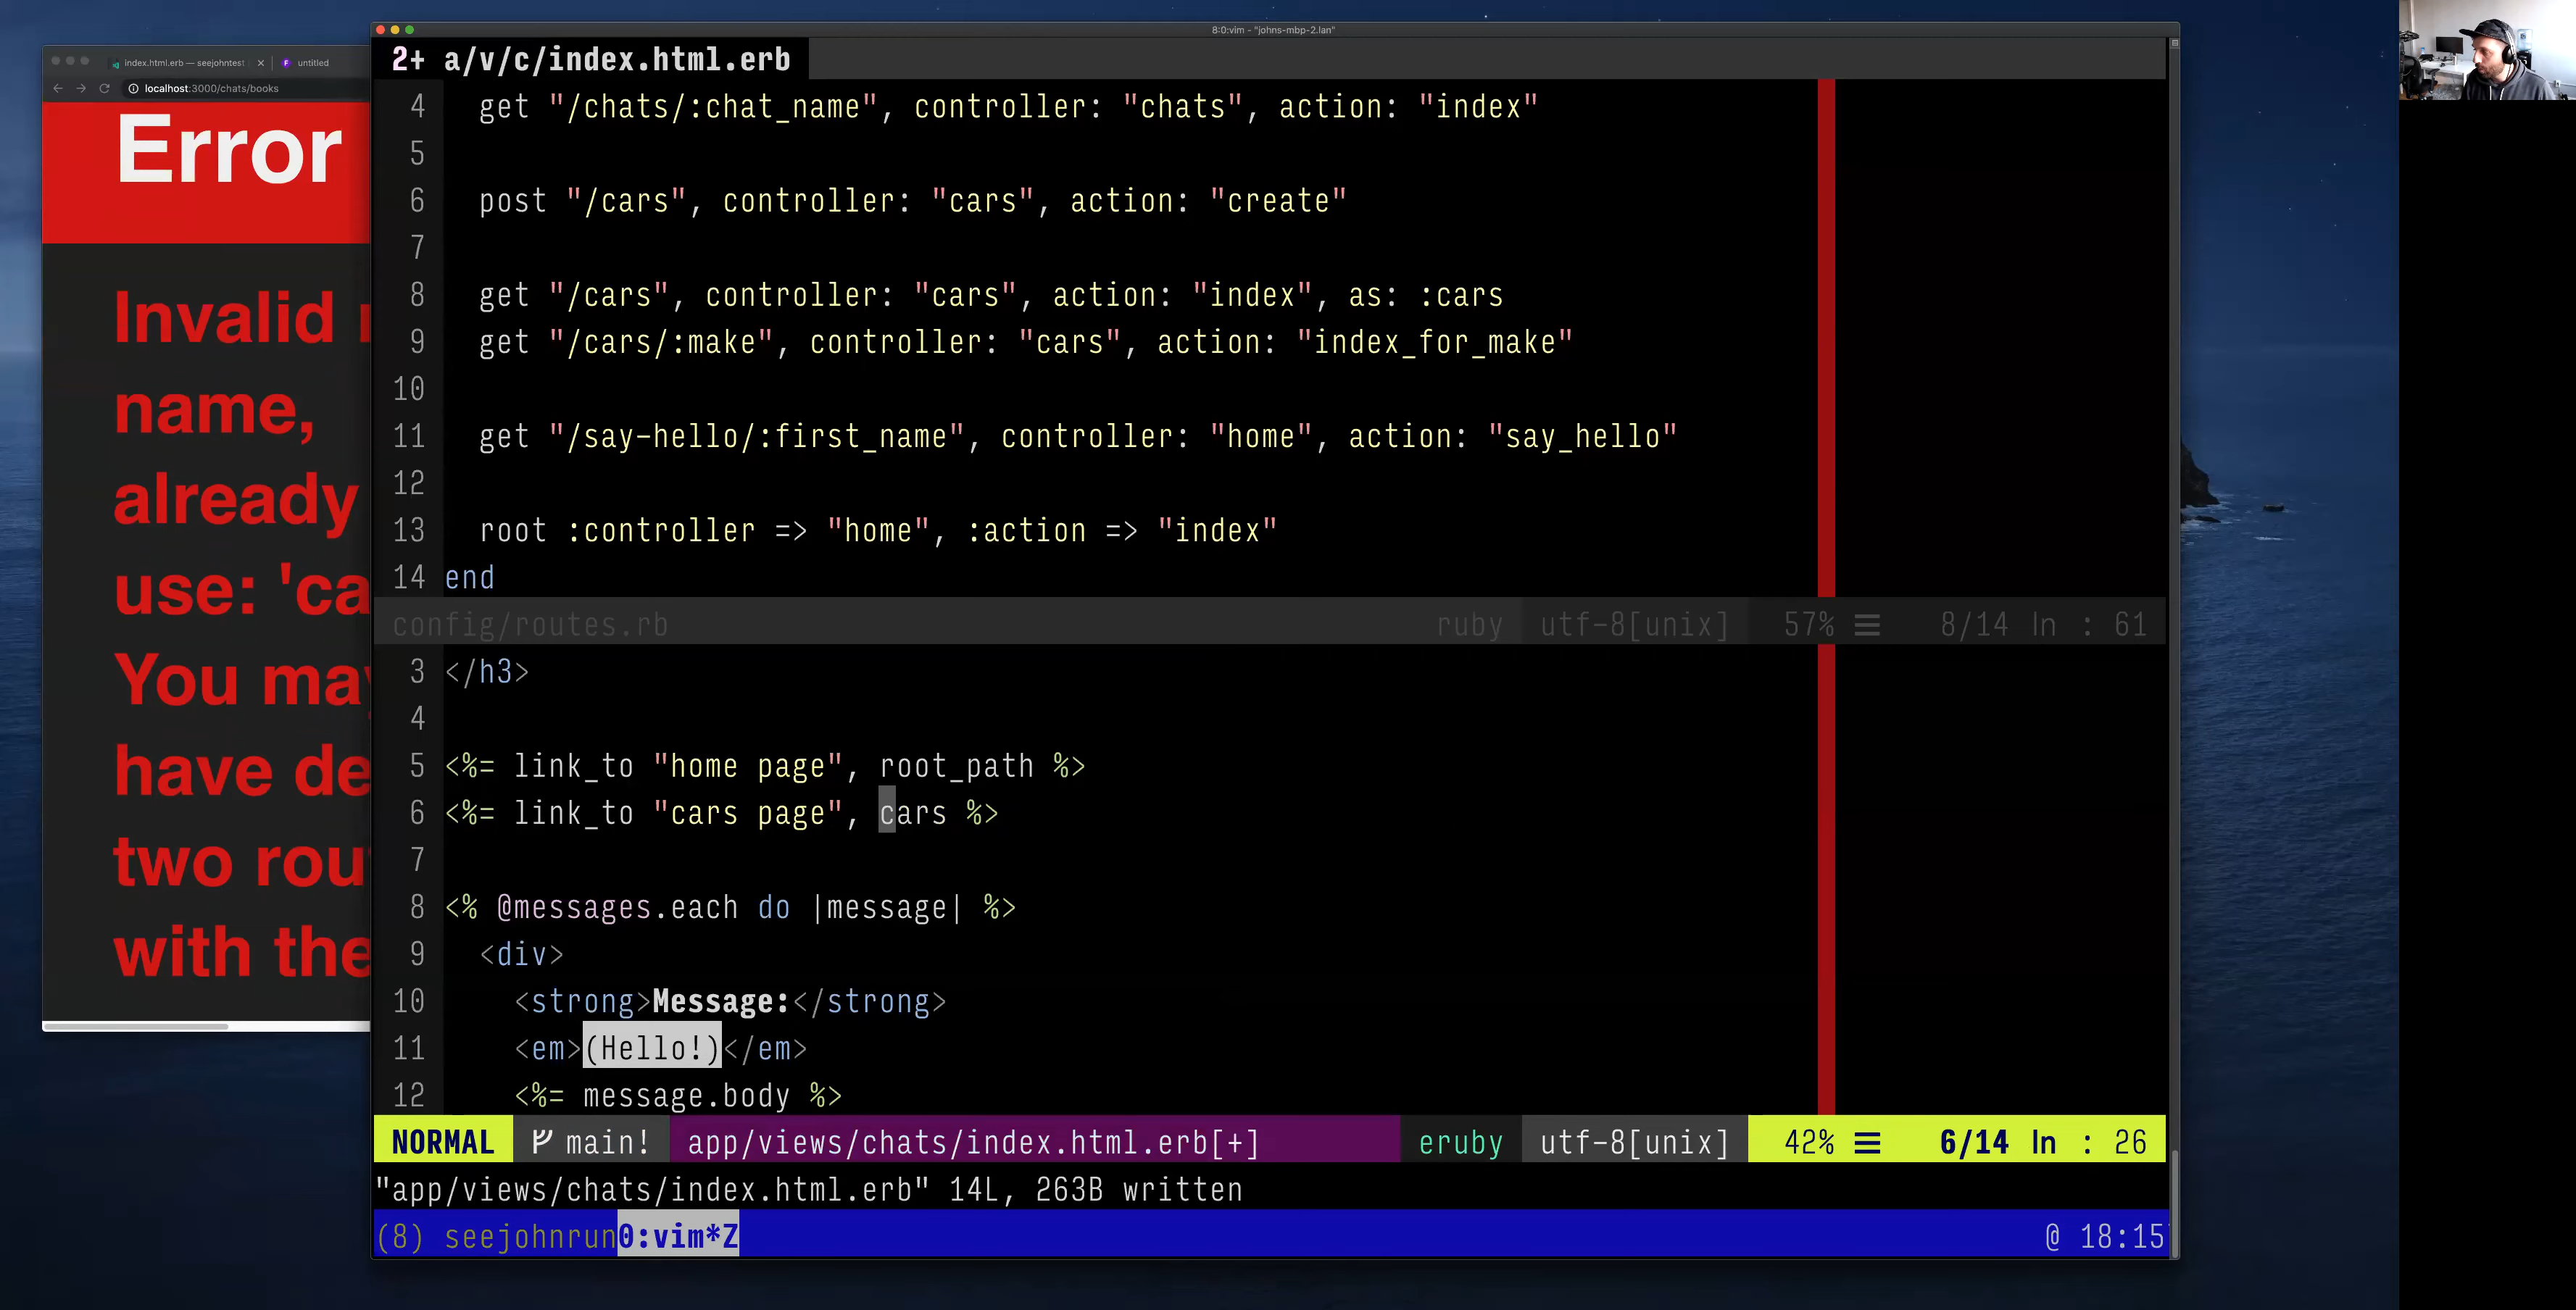 8:0:vim - "johns-mbp-2.lan"
index.html.erb — seejohntest
untitled
localhost:3000/chats/books
Error
Invalid
name,
already
use: 'ca
You may
have de
two rou
with the
2+ a/v/c/index.html.erb
4 get "/chats/:chat_name", controller: "chats", action: "index"
5
6 post "/cars", controller: "cars", action: "create"
7
8 get "/cars", controller: "cars", action: "index", as: :cars
9 get "/cars/:make", controller: "cars", action: "index_for_make"
10
11 get "/say-hello/:first_name", controller: "home", action: "say_hello"
12
13 root :controller => "home", :action => "index"
14 end
config/routes.rb ruby utf-8[unix] 57% ☰ 8/14 ln : 61
3 </h3>
4
5 <%= link_to "home page", root_path %>
6 <%= link_to "cars page", cars %>
7
8 <% @messages.each do |message| %>
9 <div>
10 <strong>Message:</strong>
11 <em>(Hello!)</em>
12 <%= message.body %>
NORMAL main! app/views/chats/index.html.erb[+] eruby utf-8[unix] 42% ☰ 6/14 ln : 26
"app/views/chats/index.html.erb" 14L, 263B written
(8) seejohnrun0:vim*Z @ 18:15